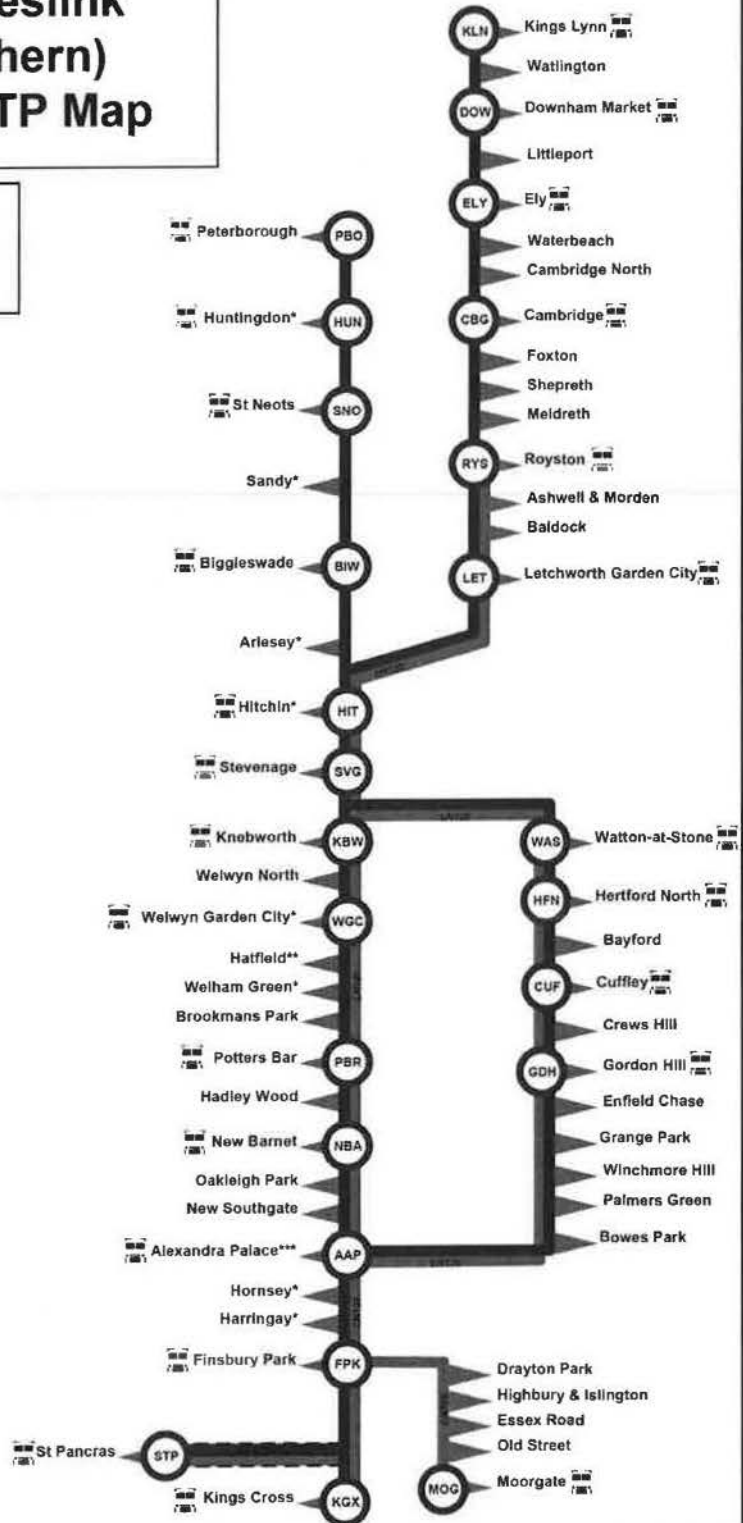 eslink
hern)
TP Map
KLN Kings Lynn
Watlington
DOW Downham Market
Littleport
ELY Ely
Waterbeach
Cambridge North
CBG Cambridge
Foxton
Shepreth
Meldreth
RYS Royston
Ashwell & Morden
Baldock
LET Letchworth Garden City
Peterborough PBO
Huntingdon* HUN
St Neots SNO
Sandy*
Biggleswade BIW
Arlesey*
Hitchin* HIT
Stevenage SVG
Knebworth KBW
Welwyn North
Welwyn Garden City* WGC
Hatfield**
Welham Green*
Brookmans Park
Potters Bar PBR
Hadley Wood
New Barnet NBA
Oakleigh Park
New Southgate
Alexandra Palace*** AAP
Hornsey*
Harringay*
Finsbury Park FPK
St Pancras STP
Kings Cross KGX
WAS Watton-at-Stone
HFN Hertford North
Bayford
CUF Cuffley
Crews Hill
GDH Gordon Hill
Enfield Chase
Grange Park
Winchmore Hill
Palmers Green
Bowes Park
Drayton Park
Highbury & Islington
Essex Road
Old Street
MOG Moorgate